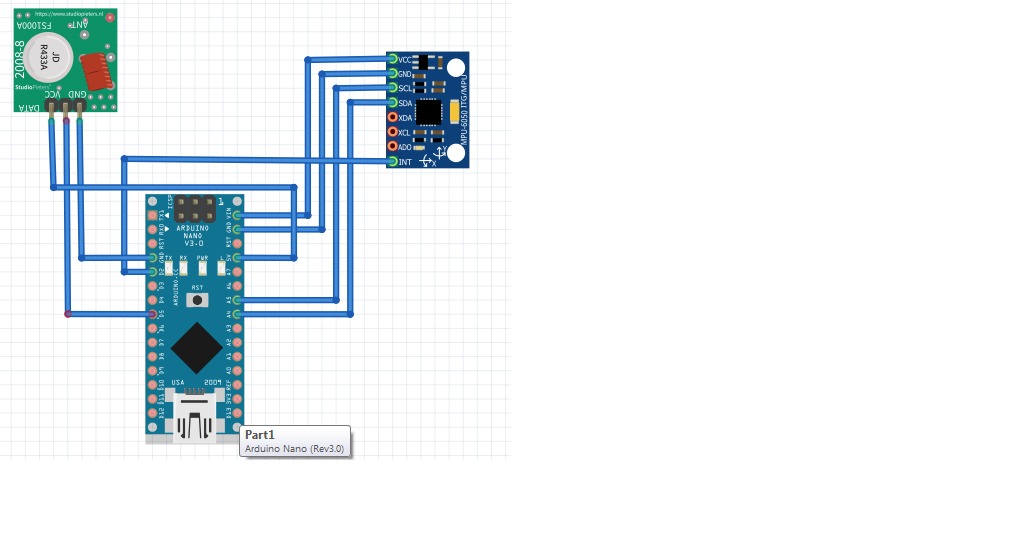 https://www.studiopieters.nl
FS1000A
ANT
2008-8
JD
R433A
StudioPieters'
VCC
GND
DATA
VCC
GND
SCL
SDA
XDA
XCL
ADO
INT
MPU-6050 ITG/MPU
X
Y
ICSP
1
ARDUINO
NANO
V3.0
TX RX PWR L
RST
ARDUINO.CC
USA 2009
TX1
RX0
RST
GND
D2
D3
D4
D5
D6
D7
D8
D9
D10
D11
D12
VIN
GND
RST
5V
A7
A6
A5
A4
A3
A2
A1
A0
REF
3V3
D13
Part1
Arduino Nano (Rev3.0)